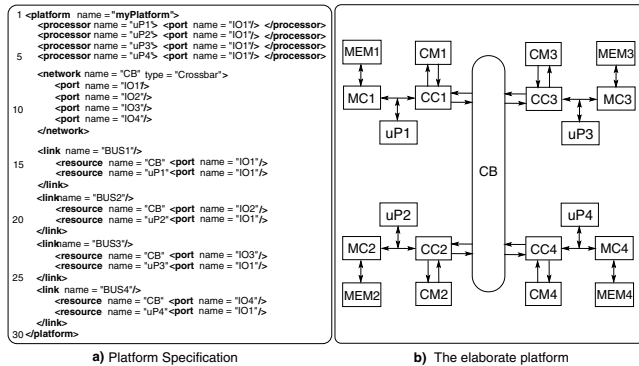 1 <platform name = "myPlatform">
<processor name = "uP1"> <port name = "IO1"/> </processor>
<processor name = "uP2"> <port name = "IO1"/> </processor>
<processor name = "uP3"> <port name = "IO1"/> </processor>
5 <processor name = "uP4"> <port name = "IO1"/> </processor>
<network name = "CB" type = "Crossbar">
<port name = "IO1"/>
<port name = "IO2"/>
10 <port name = "IO3"/>
<port name = "IO4"/>
</network>
<link name = "BUS1"/>
15 <resource name = "CB" <port name = "IO1"/>
<resource name = "uP1" <port name = "IO1"/>
</link>
<link name = "BUS2"/>
<resource name = "CB" <port name = "IO2"/>
20 <resource name = "uP2" <port name = "IO1"/>
</link>
<link name = "BUS3"/>
<resource name = "CB" <port name = "IO3"/>
<resource name = "uP3" <port name = "IO1"/>
25 </link>
<link name = "BUS4"/>
<resource name = "CB" <port name = "IO4"/>
<resource name = "uP4" <port name = "IO1"/>
</link>
30 </platform>
a) Platform Specification
MEM1 CM1 CM3 MEM3
MC1 CC1 CC3 MC3
uP1 uP3
CB
uP2 uP4
MC2 CC2 CC4 MC4
MEM2 CM2 CM4 MEM4
b) The elaborate platform